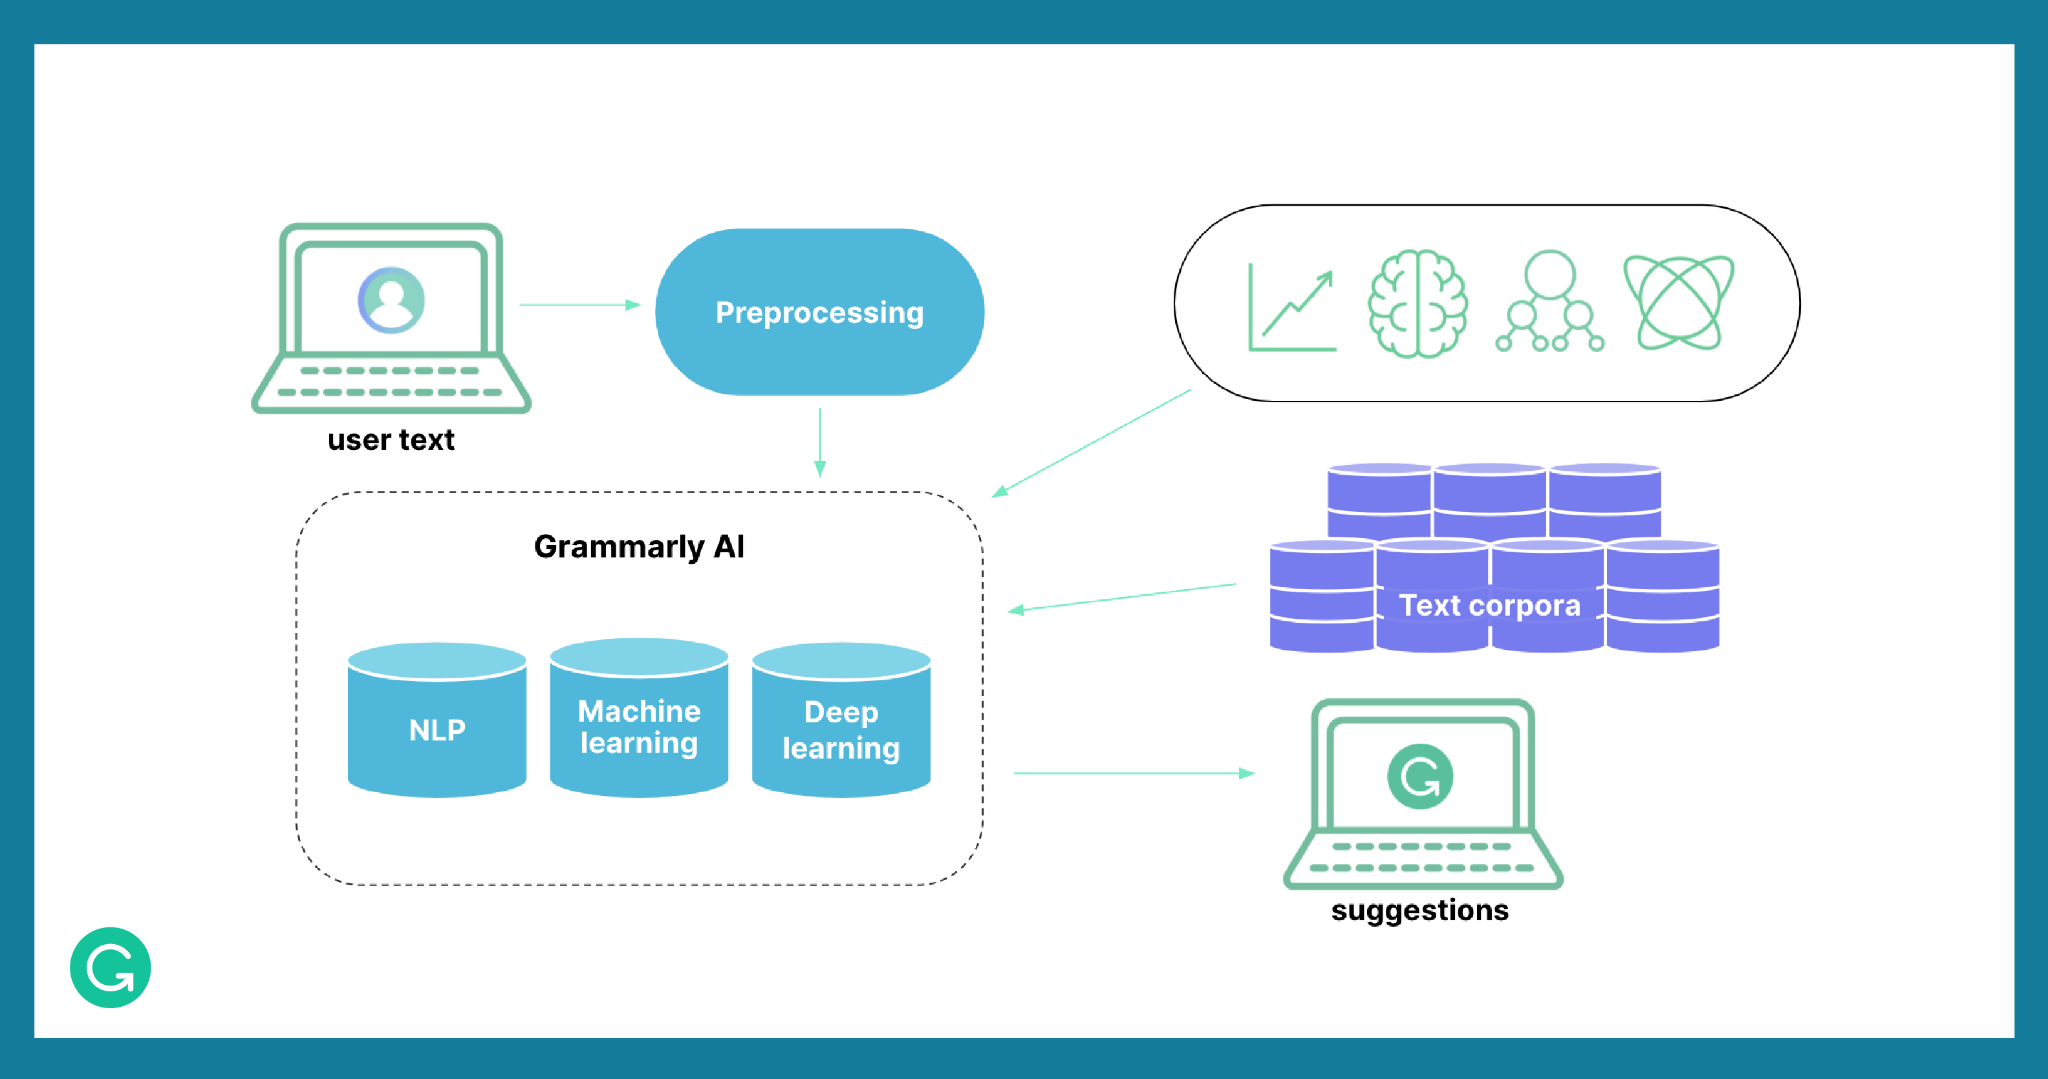 user text
Preprocessing
Grammarly AI
NLP
Machine
learning
Deep
learning
Text corpora
suggestions